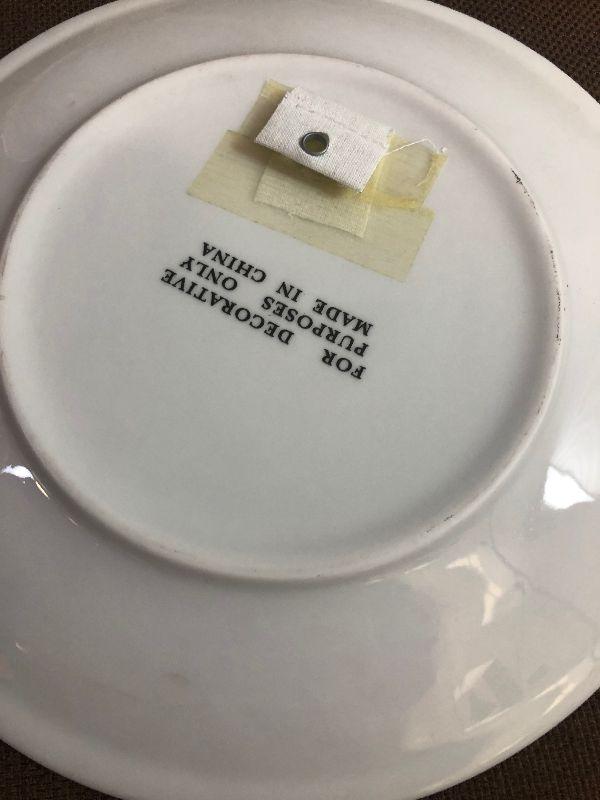 FOR DECORATIVE
PURPOSES ONLY
MADE IN CHINA